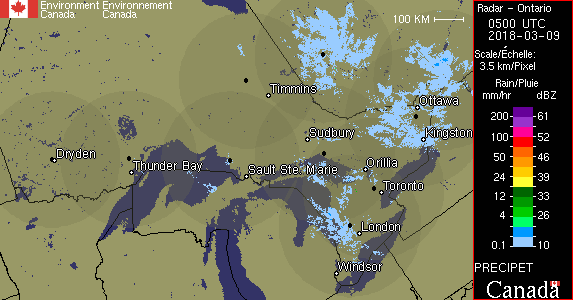 Environment Environnement
Canada Canada
100 KM
Timmins
Ottawa
Sudbury
Kingston
Dryden
Thunder Bay
Sault Ste. Marie
Orillia
Toronto
London
Windsor
Radar - Ontario
0500 UTC
2018-03-09
Scale/Échelle:
3.5 km/Pixel
Rain/Pluie
mm/hr dBZ
200 61
100 52
50 46
24 39
12 33
4 26
1 20
0.1 10
PRECIPET
Canada